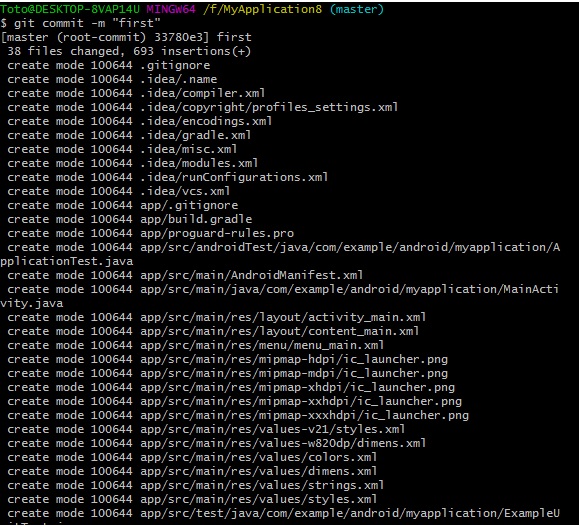 Toto@DESKTOP-8VAP14U MINGW64 /f/MyApplication8 (master)
$ git commit -m "first"
[master (root-commit) 33780e3] first
 38 files changed, 693 insertions(+)
 create mode 100644 .gitignore
 create mode 100644 .idea/.name
 create mode 100644 .idea/compiler.xml
 create mode 100644 .idea/copyright/profiles_settings.xml
 create mode 100644 .idea/encodings.xml
 create mode 100644 .idea/gradle.xml
 create mode 100644 .idea/misc.xml
 create mode 100644 .idea/modules.xml
 create mode 100644 .idea/runConfigurations.xml
 create mode 100644 .idea/vcs.xml
 create mode 100644 app/.gitignore
 create mode 100644 app/build.gradle
 create mode 100644 app/proguard-rules.pro
 create mode 100644 app/src/androidTest/java/com/example/android/myapplication/A
pplicationTest.java
 create mode 100644 app/src/main/AndroidManifest.xml
 create mode 100644 app/src/main/java/com/example/android/myapplication/MainActi
vity.java
 create mode 100644 app/src/main/res/layout/activity_main.xml
 create mode 100644 app/src/main/res/layout/content_main.xml
 create mode 100644 app/src/main/res/menu/menu_main.xml
 create mode 100644 app/src/main/res/mipmap-hdpi/ic_launcher.png
 create mode 100644 app/src/main/res/mipmap-mdpi/ic_launcher.png
 create mode 100644 app/src/main/res/mipmap-xhdpi/ic_launcher.png
 create mode 100644 app/src/main/res/mipmap-xxhdpi/ic_launcher.png
 create mode 100644 app/src/main/res/mipmap-xxxhdpi/ic_launcher.png
 create mode 100644 app/src/main/res/values-v21/styles.xml
 create mode 100644 app/src/main/res/values-w820dp/dimens.xml
 create mode 100644 app/src/main/res/values/colors.xml
 create mode 100644 app/src/main/res/values/dimens.xml
 create mode 100644 app/src/main/res/values/strings.xml
 create mode 100644 app/src/main/res/values/styles.xml
 create mode 100644 app/src/test/java/com/example/android/myapplication/ExampleU